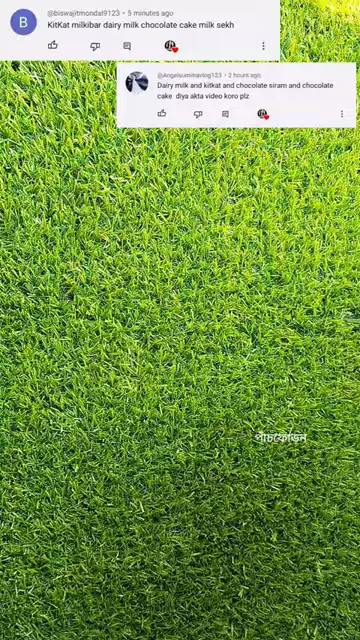 @biswajitmondal9123 • 5 minutes ago
KitKat milkibar dairy milk chocolate cake milk sekh
B
@Angelsumitravlog123 • 2 hours ago
Dairy milk and kitkat and chocolate siram and chocolate
cake diya akta video koro plz
পাঁচফোড়ন